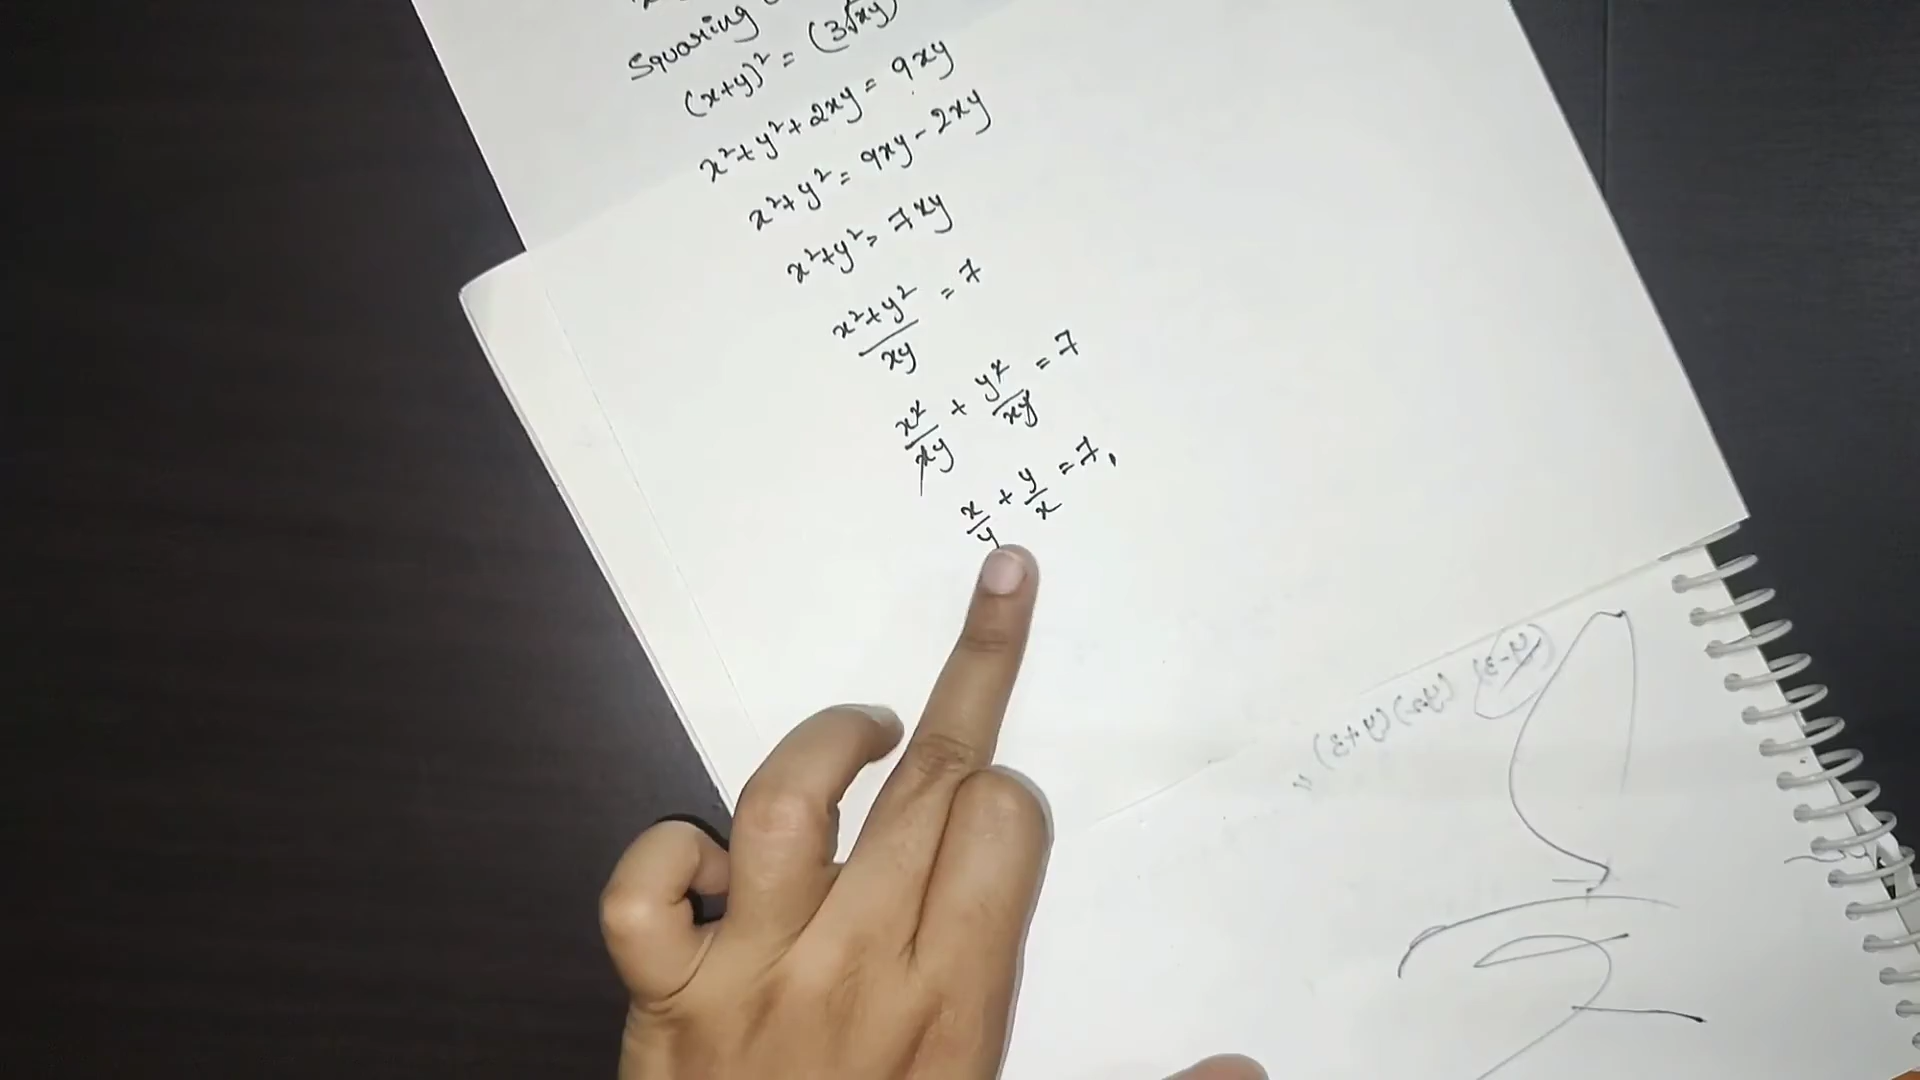 Squaring
(x+y)² = (3√xy)
x²+y²+2xy = 9xy
x²+y² = 9xy-2xy
x²+y² = 7xy
x²+y²/xy = 7
x²/xy + y²/xy = 7
x/y + y/x = 7,